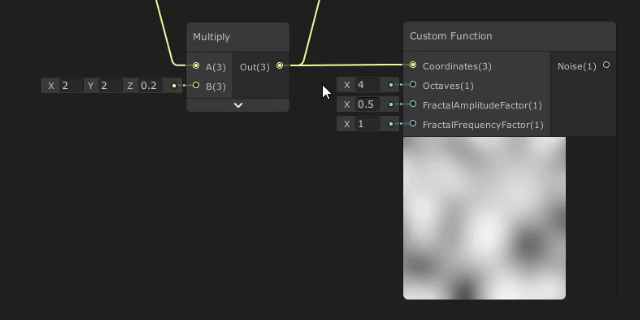 Multiply
A(3)
Out(3)
X 2 Y 2 Z 0.2
B(3)
Custom Function
Coordinates(3)
Noise(1)
X 4
Octaves(1)
X 0.5
FractalAmplitudeFactor(1)
X 1
FractalFrequencyFactor(1)